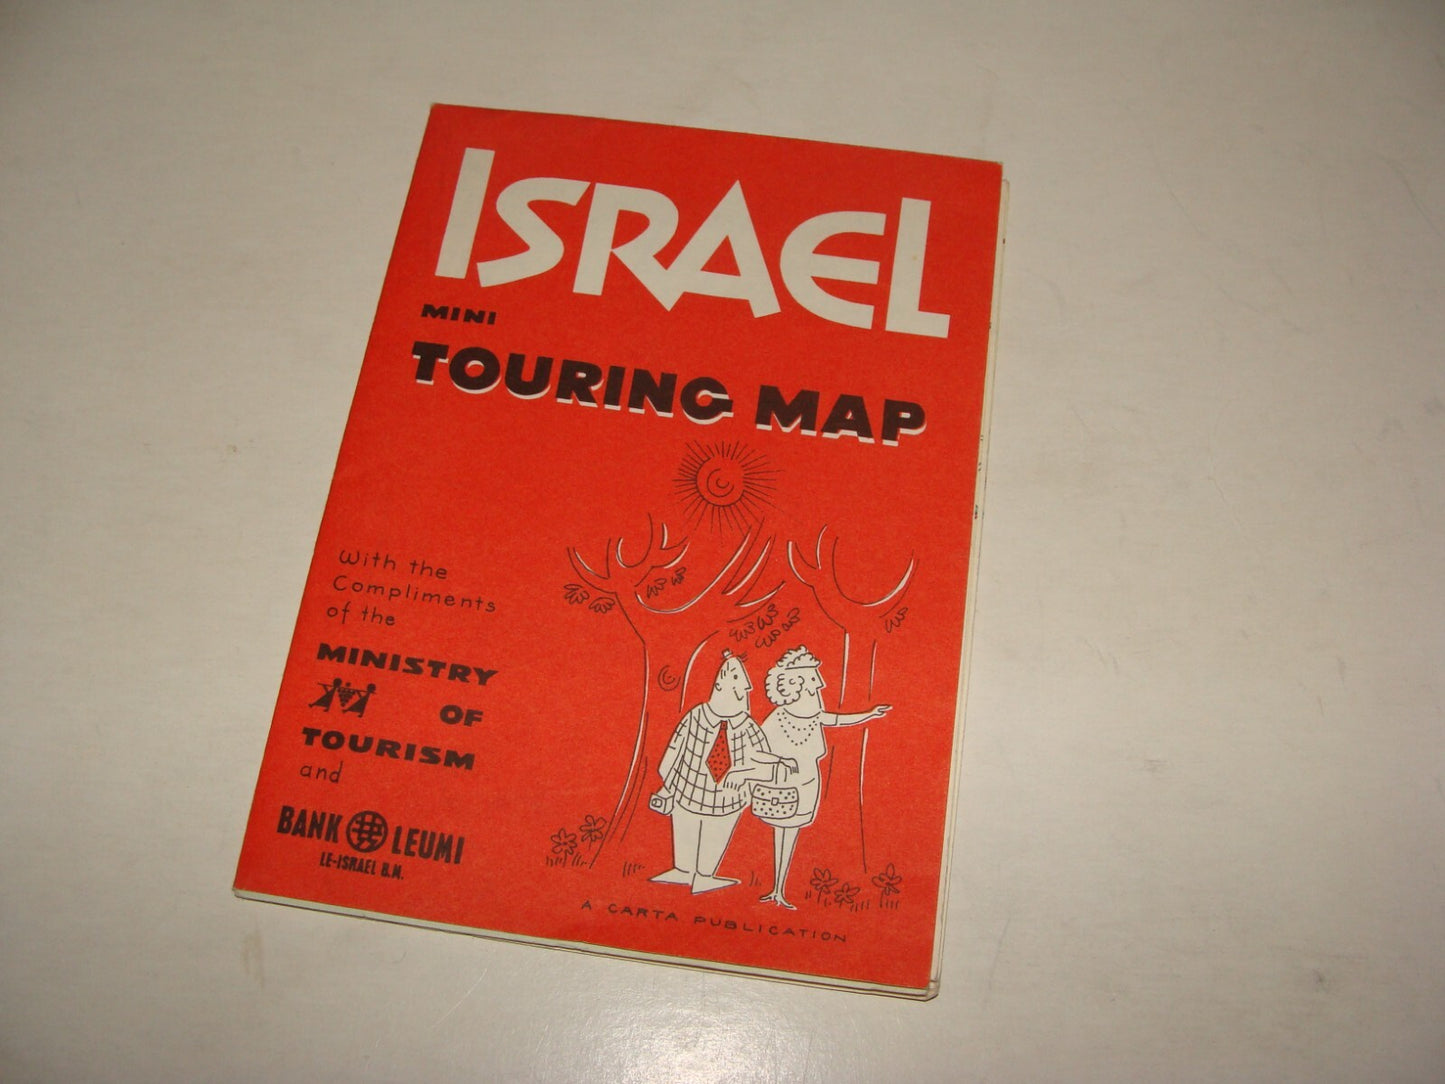 ISRAEL
MINI
TOURING MAP
With the
Compliments
of the
MINISTRY
OF
TOURISM
and
BANK LEUMI
LE-ISRAEL B.M.
A CARTA PUBLICATION